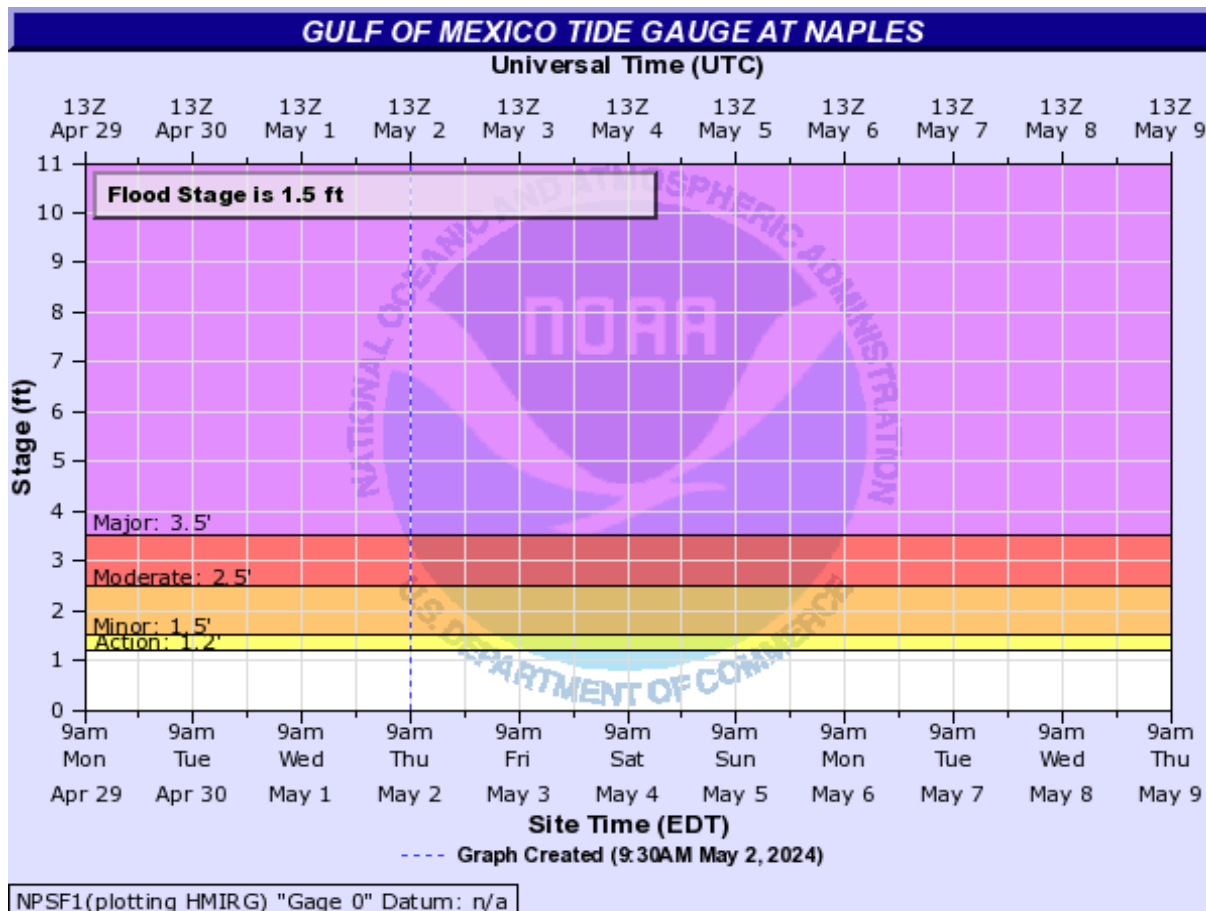 GULF OF MEXICO TIDE GAUGE AT NAPLES
Universal Time (UTC)
13Z 13Z 13Z 13Z 13Z 13Z 13Z 13Z 13Z 13Z 13Z
Apr 29 Apr 30 May 1 May 2 May 3 May 4 May 5 May 6 May 7 May 8 May 9
Flood Stage is 1.5 ft
NATIONAL OCEANIC AND ATMOSPHERIC ADMINISTRATION
NOAA
U.S. DEPARTMENT OF COMMERCE
Stage (ft)
11
10
9
8
7
6
5
4
Major: 3.5'
3
Moderate: 2.5'
2
Minor: 1.5'
Action: 1.2'
1
0
9am 9am 9am 9am 9am 9am 9am 9am 9am 9am 9am
Mon Tue Wed Thu Fri Sat Sun Mon Tue Wed Thu
Apr 29 Apr 30 May 1 May 2 May 3 May 4 May 5 May 6 May 7 May 8 May 9
Site Time (EDT)
Graph Created (9:30AM May 2, 2024)
NPSF1(plotting HMIRG) "Gage 0" Datum: n/a